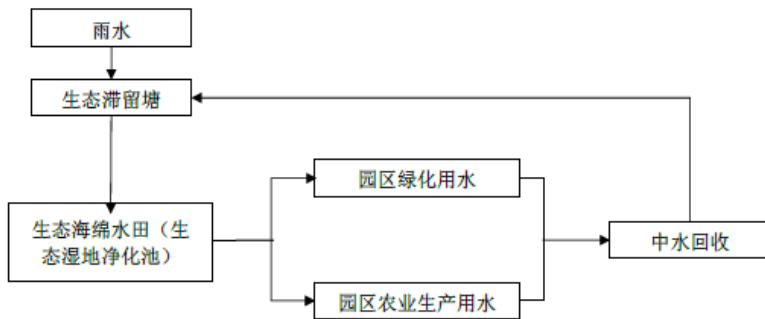 雨水
生态滞留塘
生态海绵水田（生
态湿地净化池）
园区绿化用水
园区农业生产用水
中水回收